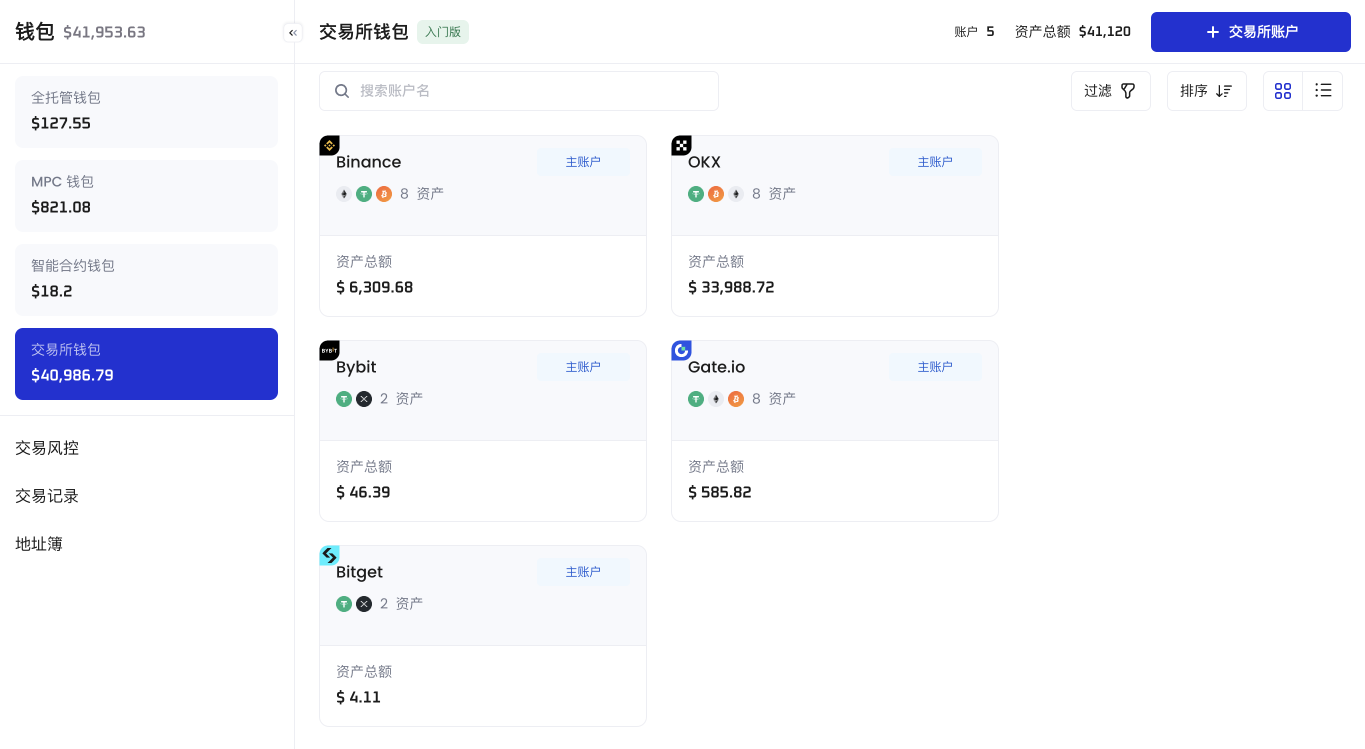 钱包 $41,953.63
全托管钱包
$127.55
MPC 钱包
$821.08
智能合约钱包
$18.2
交易所钱包
$40,986.79
交易风控
交易记录
地址簿
交易所钱包 入门版
账户 5 资产总额 $41,120 + 交易所账户
搜索账户名
过滤 排序
Binance 主账户
8 资产
资产总额
$ 6,309.68
OKX 主账户
8 资产
资产总额
$ 33,988.72
BYBIT
Bybit 主账户
2 资产
资产总额
$ 46.39
Gate.io 主账户
8 资产
资产总额
$ 585.82
Bitget 主账户
2 资产
资产总额
$ 4.11